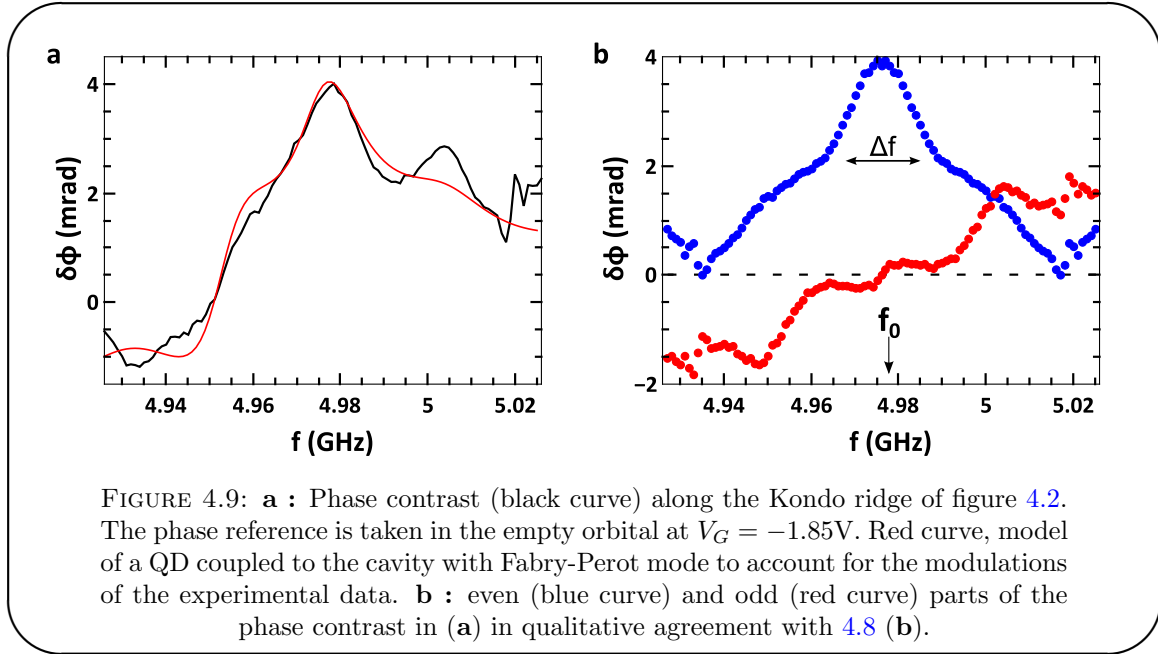 a
b
4
2
0
δϕ (mrad)
4.94
4.96
4.98
5
5.02
f (GHz)
4
2
0
−2
δϕ (mrad)
Δf
f0
4.94
4.96
4.98
5
5.02
f (GHz)
FIGURE 4.9: a : Phase contrast (black curve) along the Kondo ridge of figure 4.2.
The phase reference is taken in the empty orbital at VG = −1.85V. Red curve, model
of a QD coupled to the cavity with Fabry-Perot mode to account for the modulations
of the experimental data. b : even (blue curve) and odd (red curve) parts of the
phase contrast in (a) in qualitative agreement with 4.8 (b).